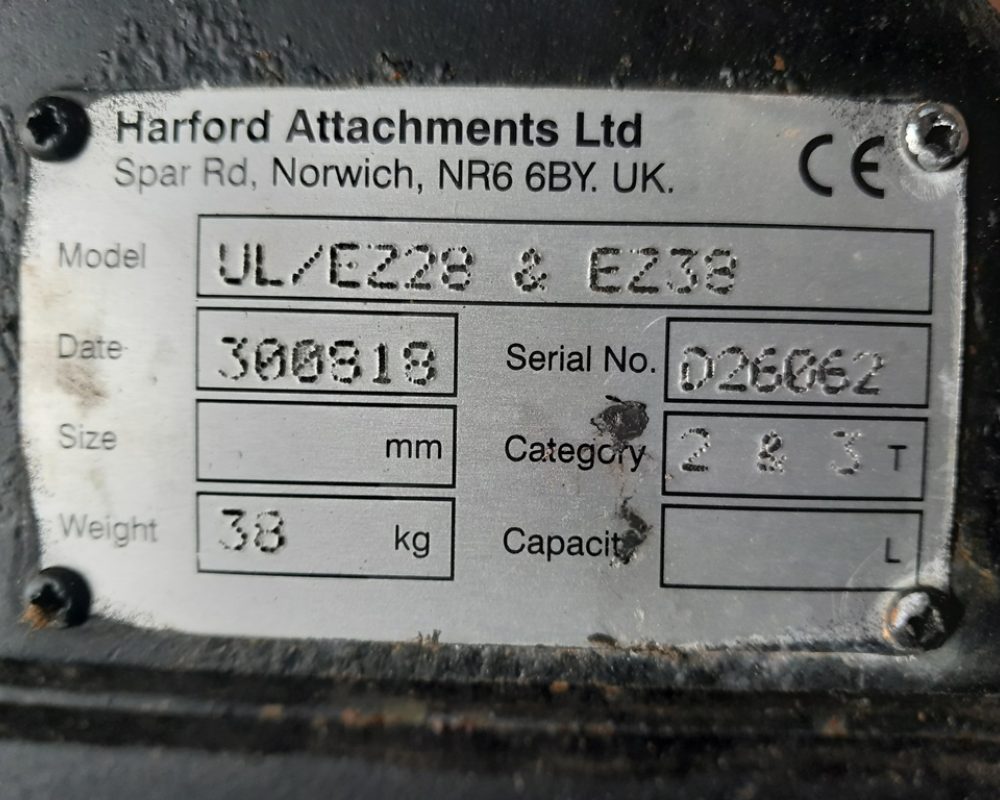 Harford Attachments Ltd
Spar Rd, Norwich, NR6 6BY. UK.
CE
Model UL/EZ28 & EZ38
Date 300818 Serial No. D26062
Size mm Category 2 & 3 T
Weight 38 kg Capacity L